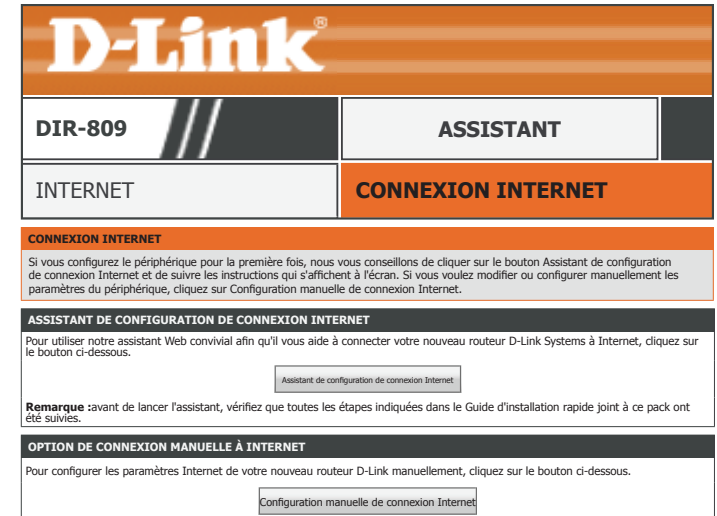 D-Link®
DIR-809
ASSISTANT
INTERNET
CONNEXION INTERNET
CONNEXION INTERNET
Si vous configurez le périphérique pour la première fois, nous vous conseillons de cliquer sur le bouton Assistant de configuration
de connexion Internet et de suivre les instructions qui s'affichent à l'écran. Si vous voulez modifier ou configurer manuellement les
paramètres du périphérique, cliquez sur Configuration manuelle de connexion Internet.
ASSISTANT DE CONFIGURATION DE CONNEXION INTERNET
Pour utiliser notre assistant Web convivial afin qu'il vous aide à connecter votre nouveau routeur D-Link Systems à Internet, cliquez sur
le bouton ci-dessous.
Assistant de configuration de connexion Internet
Remarque :avant de lancer l'assistant, vérifiez que toutes les étapes indiquées dans le Guide d'installation rapide joint à ce pack ont
été suivies.
OPTION DE CONNEXION MANUELLE À INTERNET
Pour configurer les paramètres Internet de votre nouveau routeur D-Link manuellement, cliquez sur le bouton ci-dessous.
Configuration manuelle de connexion Internet